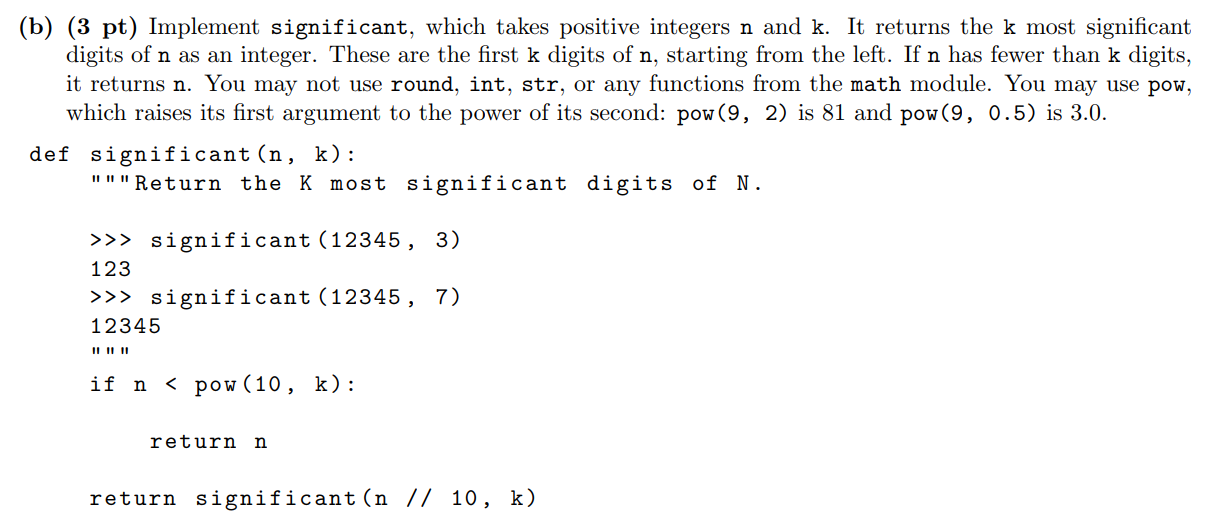 (b) (3 pt) Implement significant, which takes positive integers n and k. It returns the k most significant
digits of n as an integer. These are the first k digits of n, starting from the left. If n has fewer than k digits,
it returns n. You may not use round, int, str, or any functions from the math module. You may use pow,
which raises its first argument to the power of its second: pow(9, 2) is 81 and pow(9, 0.5) is 3.0.
def significant(n, k):
    """Return the K most significant digits of N.
    >>> significant(12345, 3)
    123
    >>> significant(12345, 7)
    12345
    """
    if n < pow(10, k):
        return n
    return significant(n // 10, k)